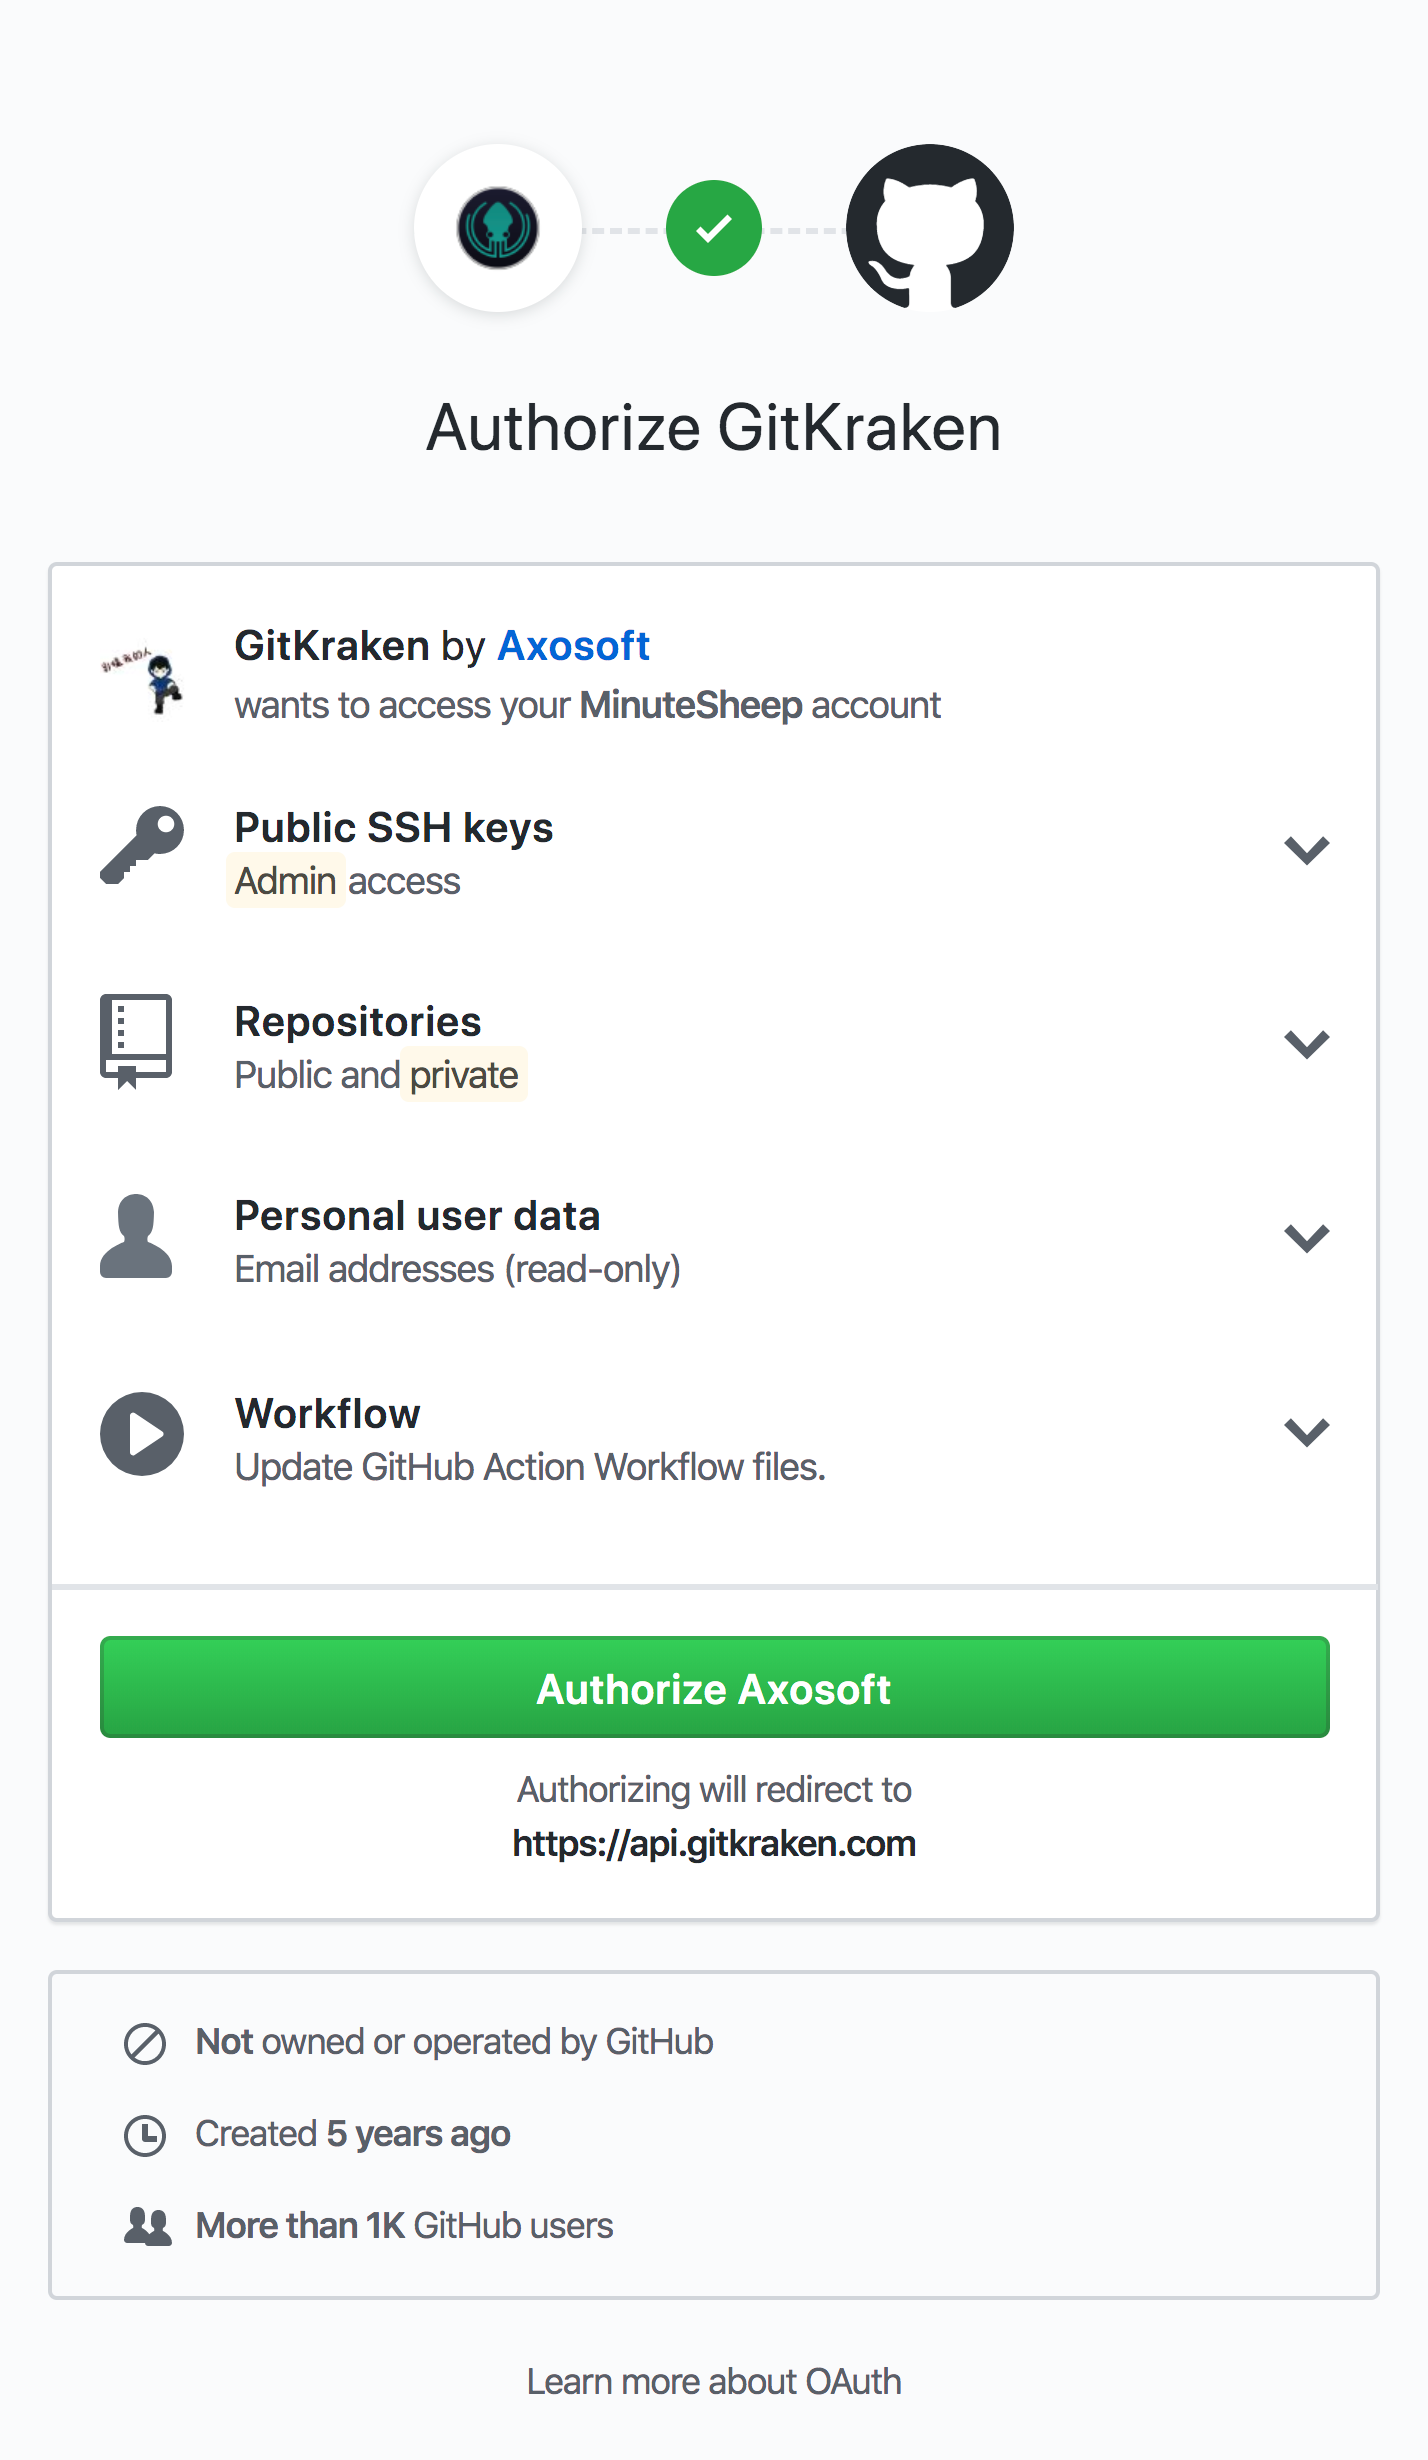 Authorize GitKraken
GitKraken by Axosoft
wants to access your MinuteSheep account
Public SSH keys
Admin access
Repositories
Public and private
Personal user data
Email addresses (read-only)
Workflow
Update GitHub Action Workflow files.
Authorize Axosoft
Authorizing will redirect to
https://api.gitkraken.com
Not owned or operated by GitHub
Created 5 years ago
More than 1K GitHub users
Learn more about OAuth